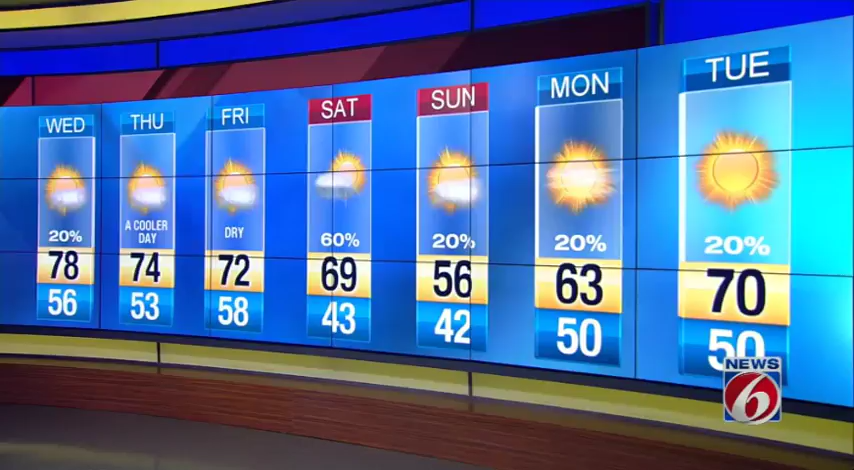 WED
20%
78
56
THU
A COOLER
DAY
74
53
FRI
DRY
72
58
SAT
60%
69
43
SUN
20%
56
42
MON
20%
63
50
TUE
20%
70
50
NEWS
6